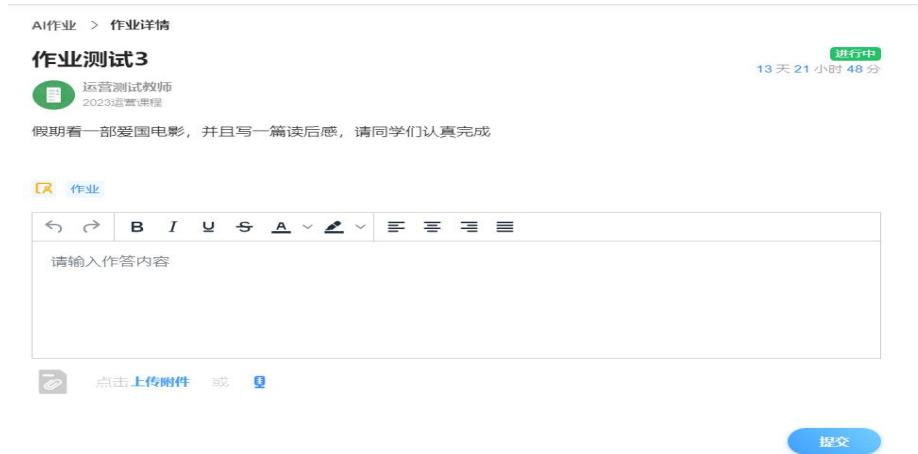 AI作业 > 作业详情
作业测试3
进行中
13 天 21 小时 48 分
运营测试教师
2023运营课程
假期看一部爱国电影，并且写一篇读后感，请同学们认真完成
作业
B I U S A
请输入作答内容
点击上传附件 或
提交